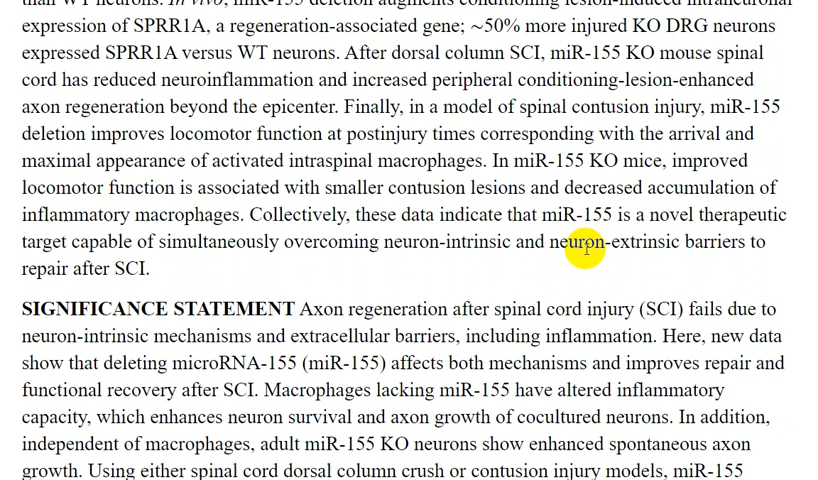 than WT neurons. In vivo, miR-155 deletion augments conditioning lesion-induced intraneuronal
expression of SPRR1A, a regeneration-associated gene; ∼50% more injured KO DRG neurons
expressed SPRR1A versus WT neurons. After dorsal column SCI, miR-155 KO mouse spinal
cord has reduced neuroinflammation and increased peripheral conditioning-lesion-enhanced
axon regeneration beyond the epicenter. Finally, in a model of spinal contusion injury, miR-155
deletion improves locomotor function at postinjury times corresponding with the arrival and
maximal appearance of activated intraspinal macrophages. In miR-155 KO mice, improved
locomotor function is associated with smaller contusion lesions and decreased accumulation of
inflammatory macrophages. Collectively, these data indicate that miR-155 is a novel therapeutic
target capable of simultaneously overcoming neuron-intrinsic and neuron-extrinsic barriers to
repair after SCI.
SIGNIFICANCE STATEMENT Axon regeneration after spinal cord injury (SCI) fails due to
neuron-intrinsic mechanisms and extracellular barriers, including inflammation. Here, new data
show that deleting microRNA-155 (miR-155) affects both mechanisms and improves repair and
functional recovery after SCI. Macrophages lacking miR-155 have altered inflammatory
capacity, which enhances neuron survival and axon growth of cocultured neurons. In addition,
independent of macrophages, adult miR-155 KO neurons show enhanced spontaneous axon
growth. Using either spinal cord dorsal column crush or contusion injury models, miR-155